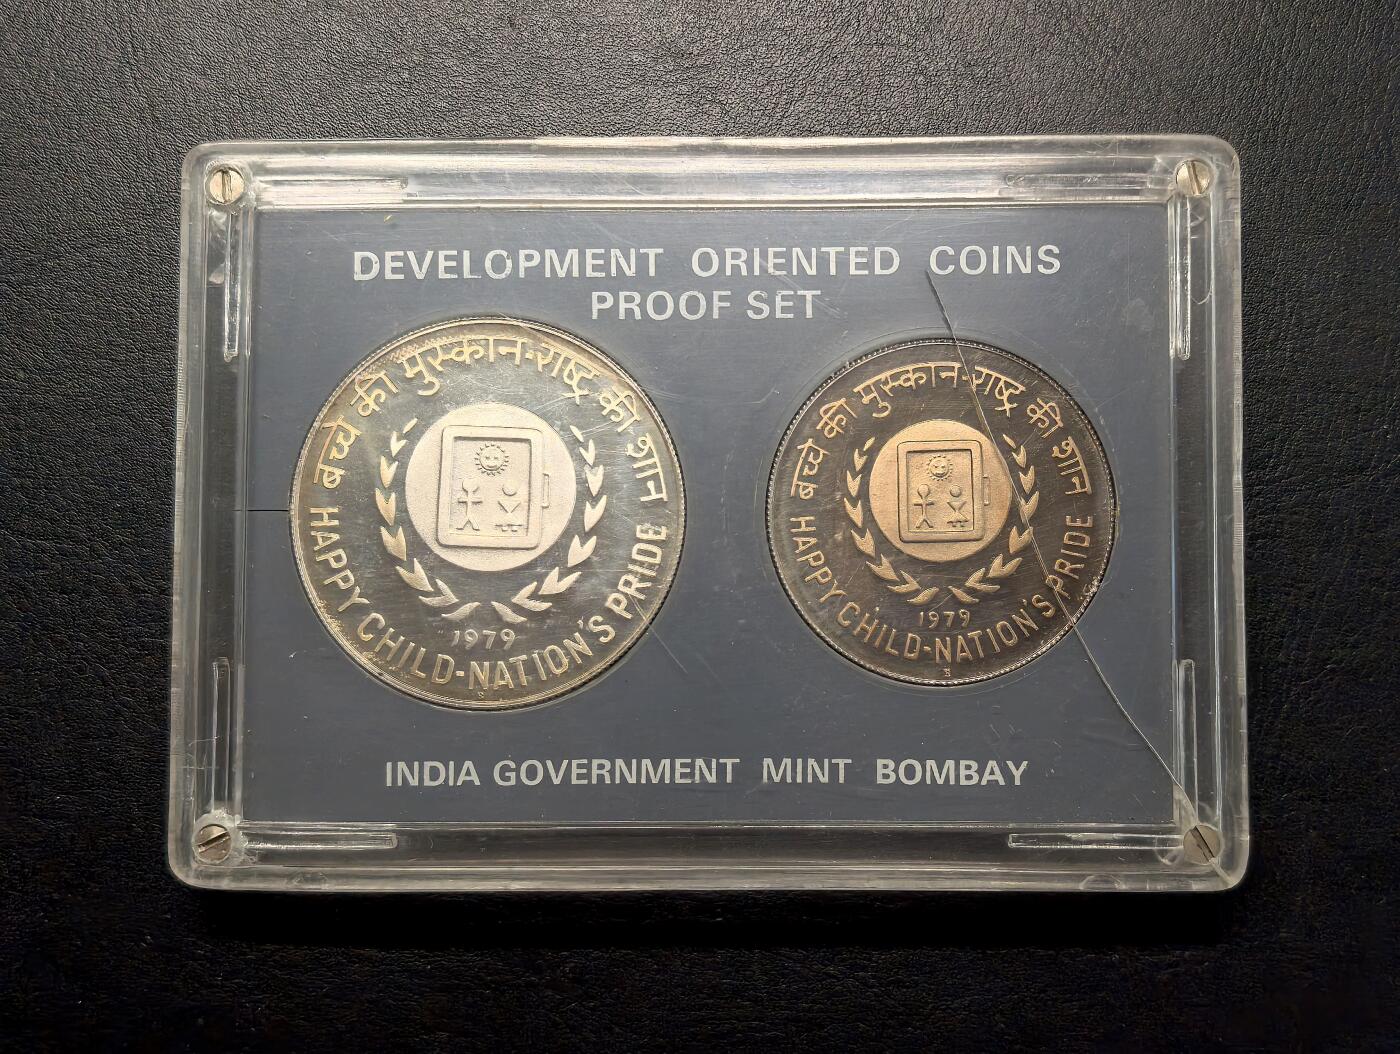 DEVELOPMENT ORIENTED COINS
PROOF SET
बच्चे की मुस्कान-राष्ट्र की शान
HAPPY CHILD-NATION'S PRIDE
1979
B
बच्चे की मुस्कान-राष्ट्र की शान
HAPPY CHILD-NATION'S PRIDE
1979
B
INDIA GOVERNMENT MINT BOMBAY